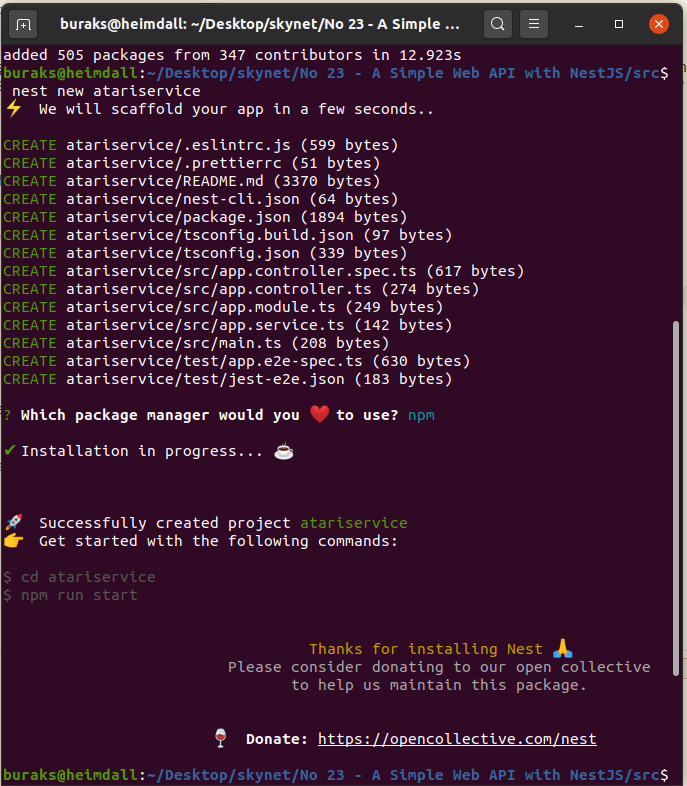 buraks@heimdall: ~/Desktop/skynet/No 23 - A Simple ...
added 505 packages from 347 contributors in 12.923s
buraks@heimdall:~/Desktop/skynet/No 23 - A Simple Web API with NestJS/src$
nest new atariservice
⚡ We will scaffold your app in a few seconds..
CREATE atariservice/.eslintrc.js (599 bytes)
CREATE atariservice/.prettierrc (51 bytes)
CREATE atariservice/README.md (3370 bytes)
CREATE atariservice/nest-cli.json (64 bytes)
CREATE atariservice/package.json (1894 bytes)
CREATE atariservice/tsconfig.build.json (97 bytes)
CREATE atariservice/tsconfig.json (339 bytes)
CREATE atariservice/src/app.controller.spec.ts (617 bytes)
CREATE atariservice/src/app.controller.ts (274 bytes)
CREATE atariservice/src/app.module.ts (249 bytes)
CREATE atariservice/src/app.service.ts (142 bytes)
CREATE atariservice/src/main.ts (208 bytes)
CREATE atariservice/test/app.e2e-spec.ts (630 bytes)
CREATE atariservice/test/jest-e2e.json (183 bytes)
? Which package manager would you ❤️ to use? npm
✔ Installation in progress... ☕
🚀 Successfully created project atariservice
👉 Get started with the following commands:
$ cd atariservice
$ npm run start
Thanks for installing Nest 🙏
Please consider donating to our open collective
to help us maintain this package.
🍷 Donate: https://opencollective.com/nest
buraks@heimdall:~/Desktop/skynet/No 23 - A Simple Web API with NestJS/src$